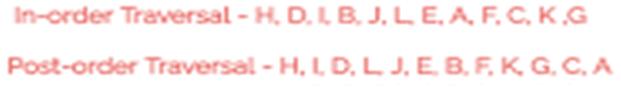 In-order Traversal - H, D, I, B, J, L, E, A, F, C, K ,G
Post-order Traversal - H, I, D, L, J, E, B, F, K, G, C, A